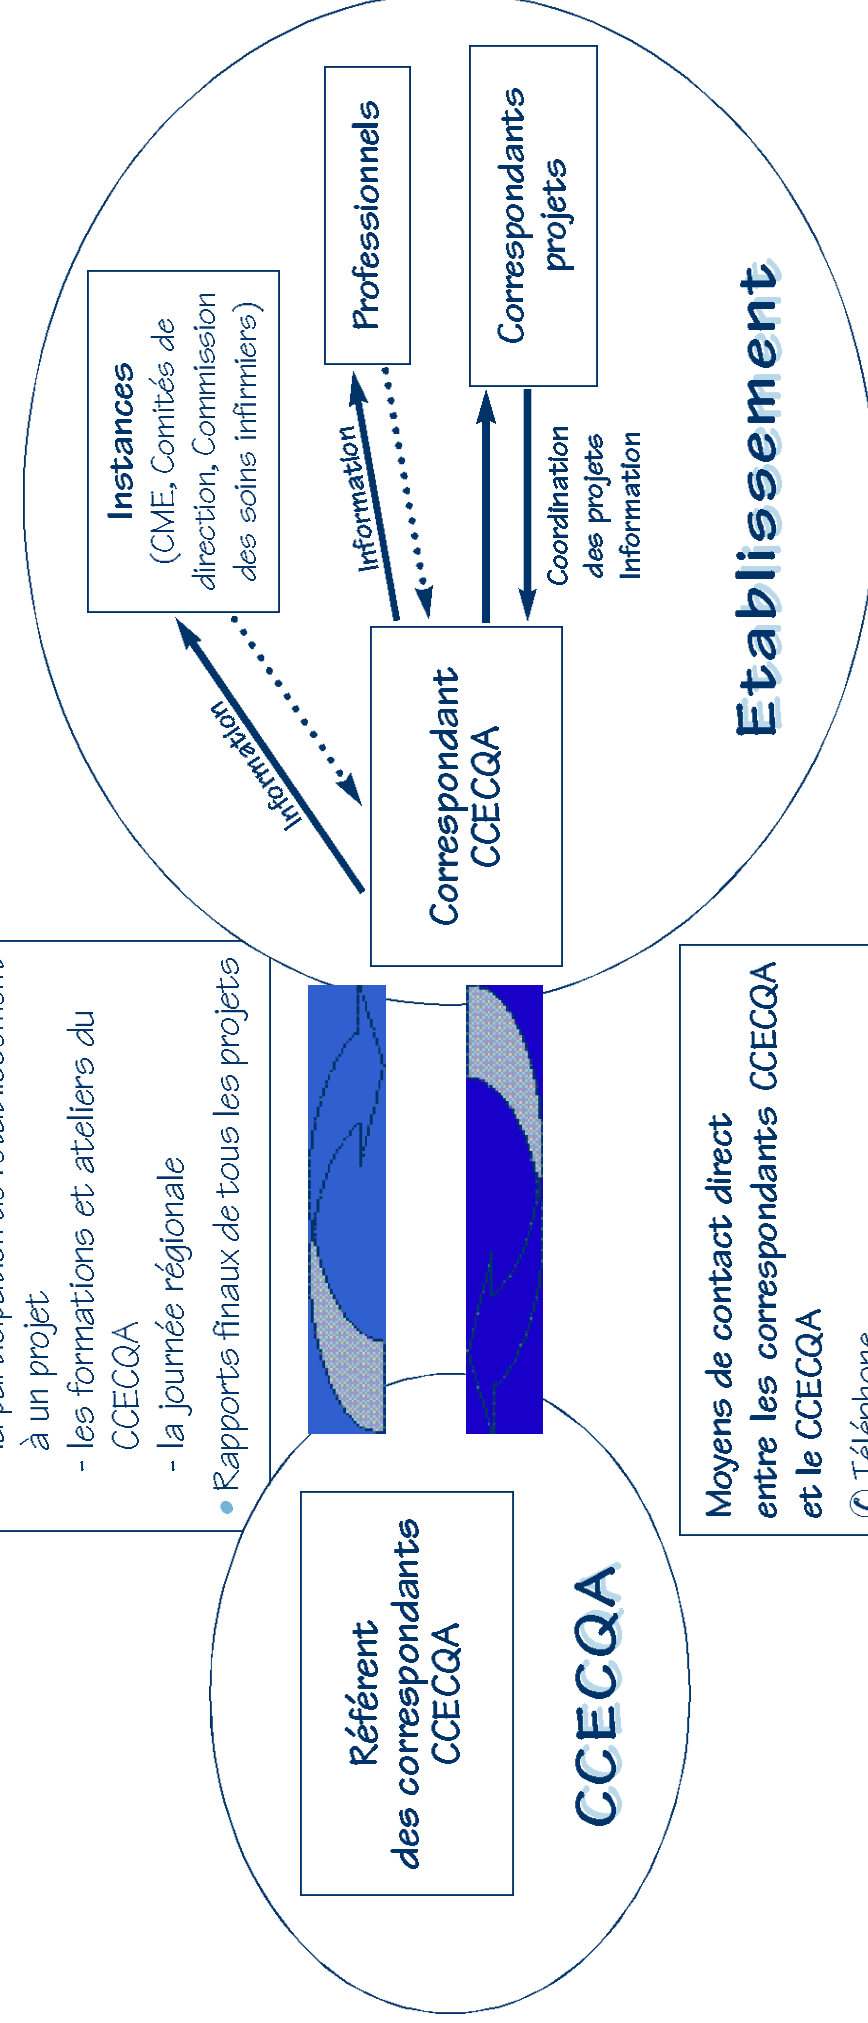 à un projet
- les formations et ateliers du
CCECQA
- la journée régionale
• Rapports finaux de tous les projets
Référent
des correspondants
CCECQA
CCECQA
Moyens de contact direct
entre les correspondants CCECQA
et le CCECQA
Téléphone
Instances
(CME, Comités de
direction, Commission
des soins infirmiers)
Information
Professionnels
Information
Correspondants
projets
Coordination
des projets
Information
Correspondant
CCECQA
Etablissement